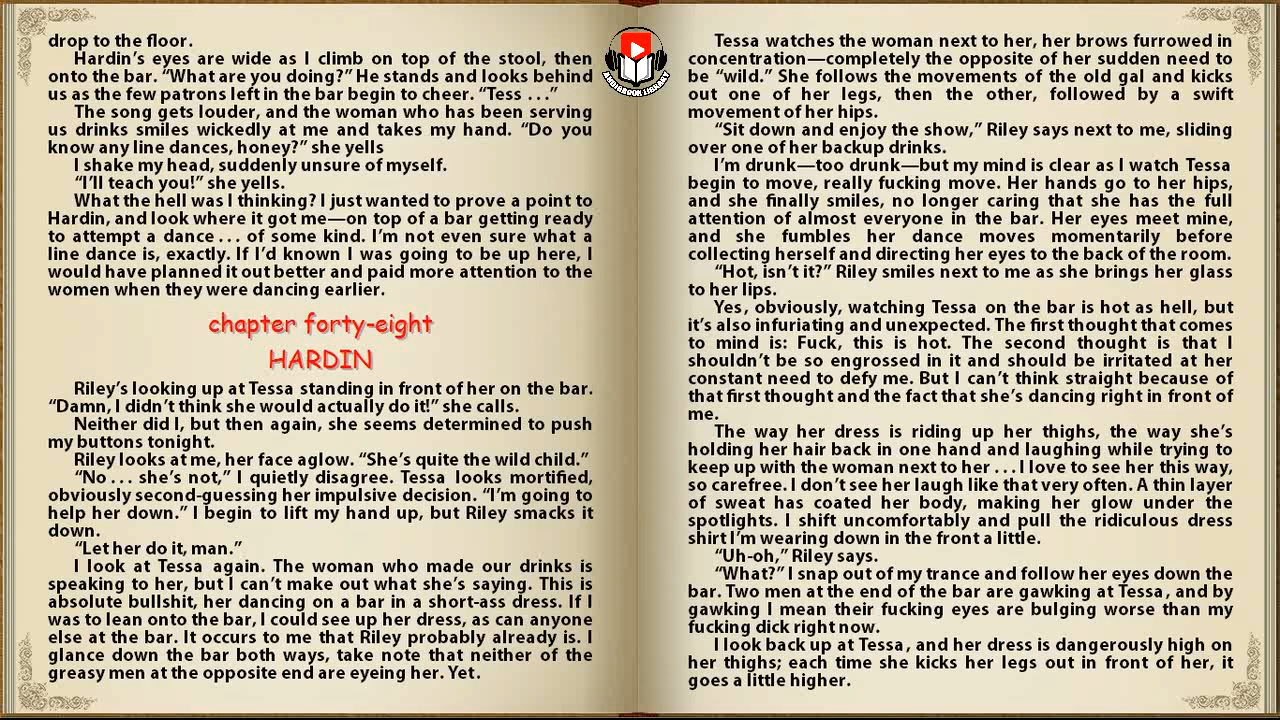 drop to the floor.
Hardin’s eyes are wide as I climb on top of the stool, then
onto the bar. “What are you doing?” He stands and looks behind
us as the few patrons left in the bar begin to cheer. “Tess . . .”
The song gets louder, and the woman who has been serving
us drinks smiles wickedly at me and takes my hand. “Do you
know any line dances, honey?” she yells
I shake my head, suddenly unsure of myself.
“I’ll teach you!” she yells.
What the hell was I thinking? I just wanted to prove a point to
Hardin, and look where it got me—on top of a bar getting ready
to attempt a dance . . . of some kind. I’m not even sure what a
line dance is, exactly. If I’d known I was going to be up here, I
would have planned it out better and paid more attention to the
women when they were dancing earlier.
chapter forty-eight
HARDIN
Riley’s looking up at Tessa standing in front of her on the bar.
“Damn, I didn’t think she would actually do it!” she calls.
Neither did I, but then again, she seems determined to push
my buttons tonight.
Riley looks at me, her face aglow. “She’s quite the wild child.”
“No . . . she’s not,” I quietly disagree. Tessa looks mortified,
obviously second-guessing her impulsive decision. “I’m going to
help her down.” I begin to lift my hand up, but Riley smacks it
down.
“Let her do it, man.”
I look at Tessa again. The woman who made our drinks is
speaking to her, but I can’t make out what she’s saying. This is
absolute bullshit, her dancing on a bar in a short-ass dress. If I
was to lean onto the bar, I could see up her dress, as can anyone
else at the bar. It occurs to me that Riley probably already is. I
glance down the bar both ways, take note that neither of the
greasy men at the opposite end are eyeing her. Yet.
AUDIOBOOK LIBRARY
Tessa watches the woman next to her, her brows furrowed in
concentration—completely the opposite of her sudden need to
be “wild.” She follows the movements of the old gal and kicks
out one of her legs, then the other, followed by a swift
movement of her hips.
“Sit down and enjoy the show,” Riley says next to me, sliding
over one of her backup drinks.
I’m drunk—too drunk—but my mind is clear as I watch Tessa
begin to move, really fucking move. Her hands go to her hips,
and she finally smiles, no longer caring that she has the full
attention of almost everyone in the bar. Her eyes meet mine,
and she fumbles her dance moves momentarily before
collecting herself and directing her eyes to the back of the room.
“Hot, isn’t it?” Riley smiles next to me as she brings her glass
to her lips.
Yes, obviously, watching Tessa on the bar is hot as hell, but
it’s also infuriating and unexpected. The first thought that comes
to mind is: Fuck, this is hot. The second thought is that I
shouldn’t be so engrossed in it and should be irritated at her
constant need to defy me. But I can’t think straight because of
that first thought and the fact that she’s dancing right in front of
me.
The way her dress is riding up her thighs, the way she’s
holding her hair back in one hand and laughing while trying to
keep up with the woman next to her . . . I love to see her this way,
so carefree. I don’t see her laugh like that very often. A thin layer
of sweat has coated her body, making her glow under the
spotlights. I shift uncomfortably and pull the ridiculous dress
shirt I’m wearing down in the front a little.
“Uh-oh,” Riley says.
“What?” I snap out of my trance and follow her eyes down the
bar. Two men at the end of the bar are gawking at Tessa, and by
gawking I mean their fucking eyes are bulging worse than my
fucking dick right now.
I look back up at Tessa, and her dress is dangerously high on
her thighs; each time she kicks her legs out in front of her, it
goes a little higher.